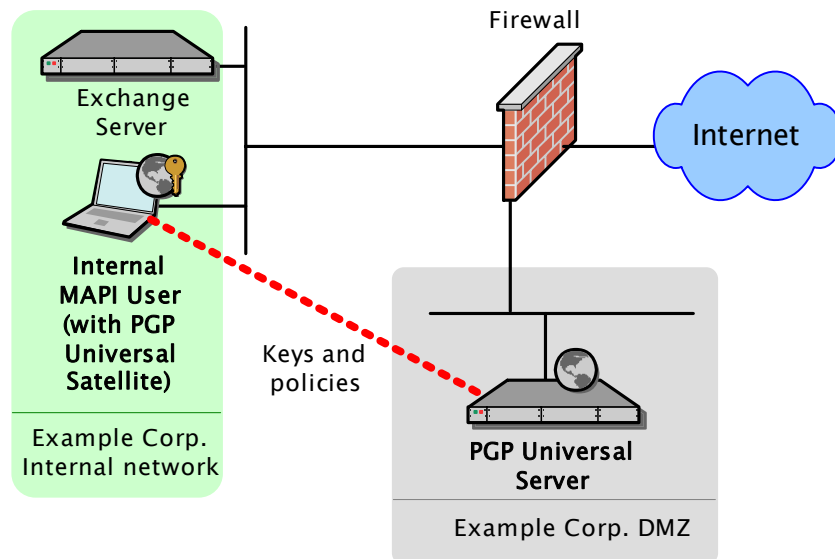 Firewall
Exchange
Server
Internet
Internal
MAPI User
(with PGP
Universal
Satellite)
Keys and
policies
Example Corp.
Internal network
PGP Universal
Server
Example Corp. DMZ